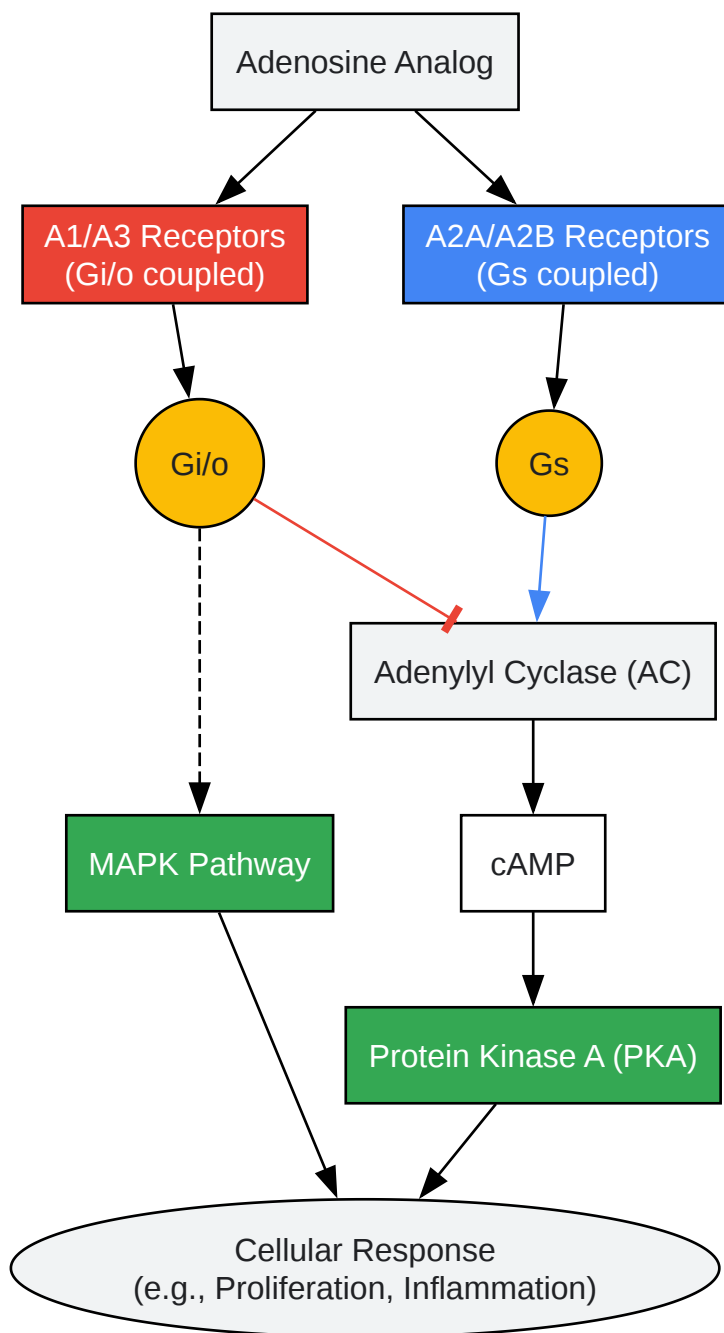 Adenosine Analog
A1/A3 Receptors
(Gi/o coupled)
A2A/A2B Receptors
(Gs coupled)
Gi/o
Gs
Adenylyl Cyclase (AC)
MAPK Pathway
cAMP
Protein Kinase A (PKA)
Cellular Response
(e.g., Proliferation, Inflammation)